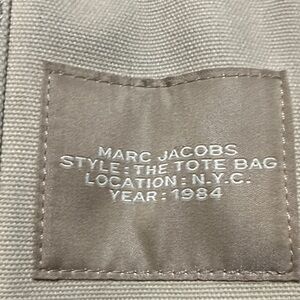 MARC JACOBS
STYLE: THE TOTE BAG
LOCATION: N.Y.C.
YEAR: 1984